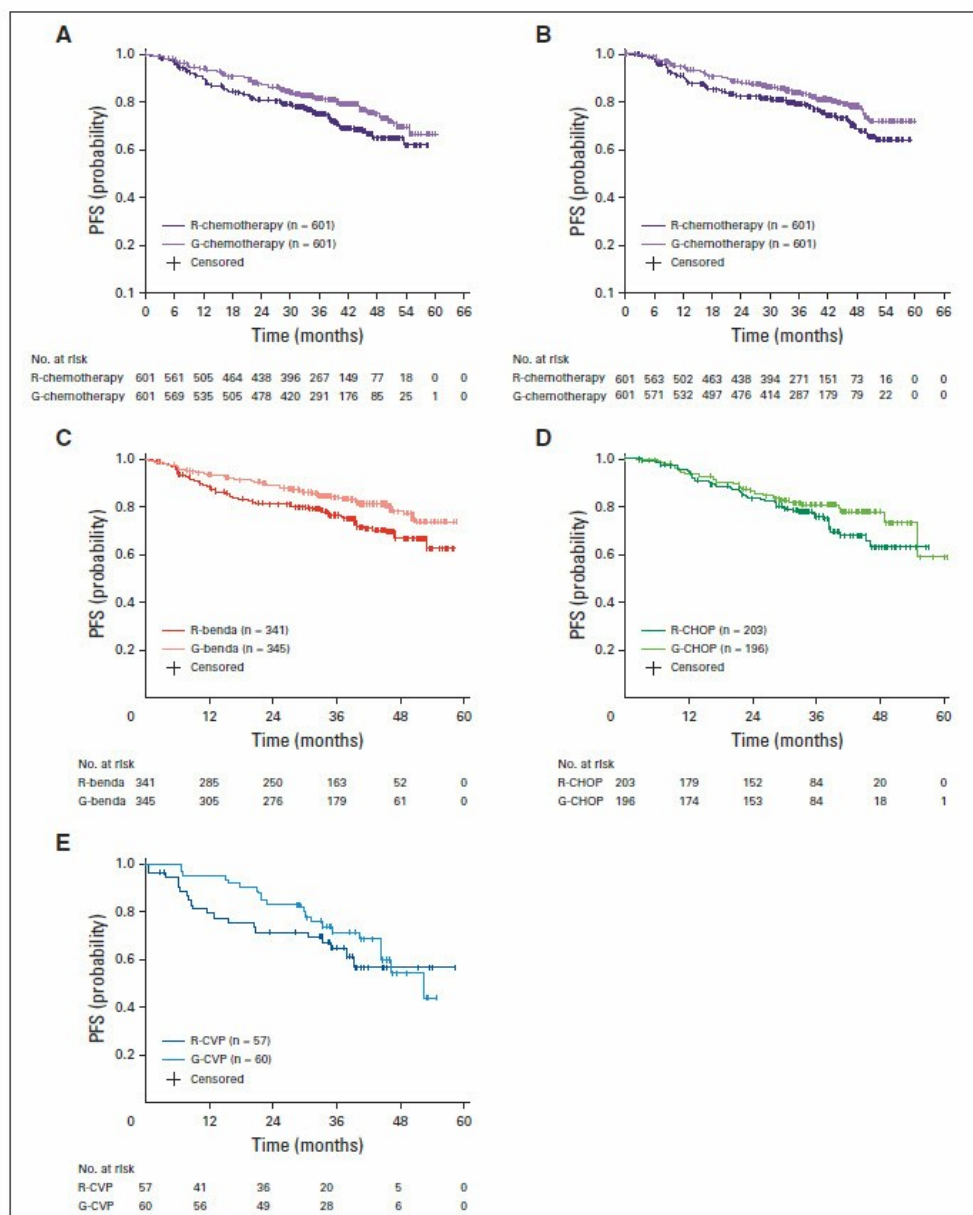 A
PFS (probability)
1.0
0.8
0.6
0.4
0.2
0.1
R-chemotherapy (n = 601)
G-chemotherapy (n = 601)
Censored
0 6 12 18 24 30 36 42 48 54 60 66
Time (months)
No. at risk
R-chemotherapy 601 561 505 464 438 396 267 149 77 18 0 0
G-chemotherapy 601 569 535 505 478 420 291 176 85 25 1 0
B
PFS (probability)
1.0
0.8
0.6
0.4
0.2
0.1
R-chemotherapy (n = 601)
G-chemotherapy (n = 601)
Censored
0 6 12 18 24 30 36 42 48 54 60 66
Time (months)
No. at risk
R-chemotherapy 601 563 502 463 438 394 271 151 73 16 0 0
G-chemotherapy 601 571 532 497 476 414 287 179 79 22 0 0
C
PFS (probability)
1.0
0.8
0.6
0.4
0.2
R-benda (n = 341)
G-benda (n = 345)
Censored
0 12 24 36 48 60
Time (months)
No. at risk
R-benda 341 285 250 163 52 0
G-benda 345 305 276 179 61 0
D
PFS (probability)
1.0
0.8
0.6
0.4
0.2
R-CHOP (n = 203)
G-CHOP (n = 196)
Censored
0 12 24 36 48 60
Time (months)
No. at risk
R-CHOP 203 179 152 84 20 0
G-CHOP 196 174 153 84 18 1
E
PFS (probability)
1.0
0.8
0.6
0.4
0.2
R-CVP (n = 57)
G-CVP (n = 60)
Censored
0 12 24 36 48 60
Time (months)
No. at risk
R-CVP 57 41 36 20 5 0
G-CVP 60 56 49 28 6 0